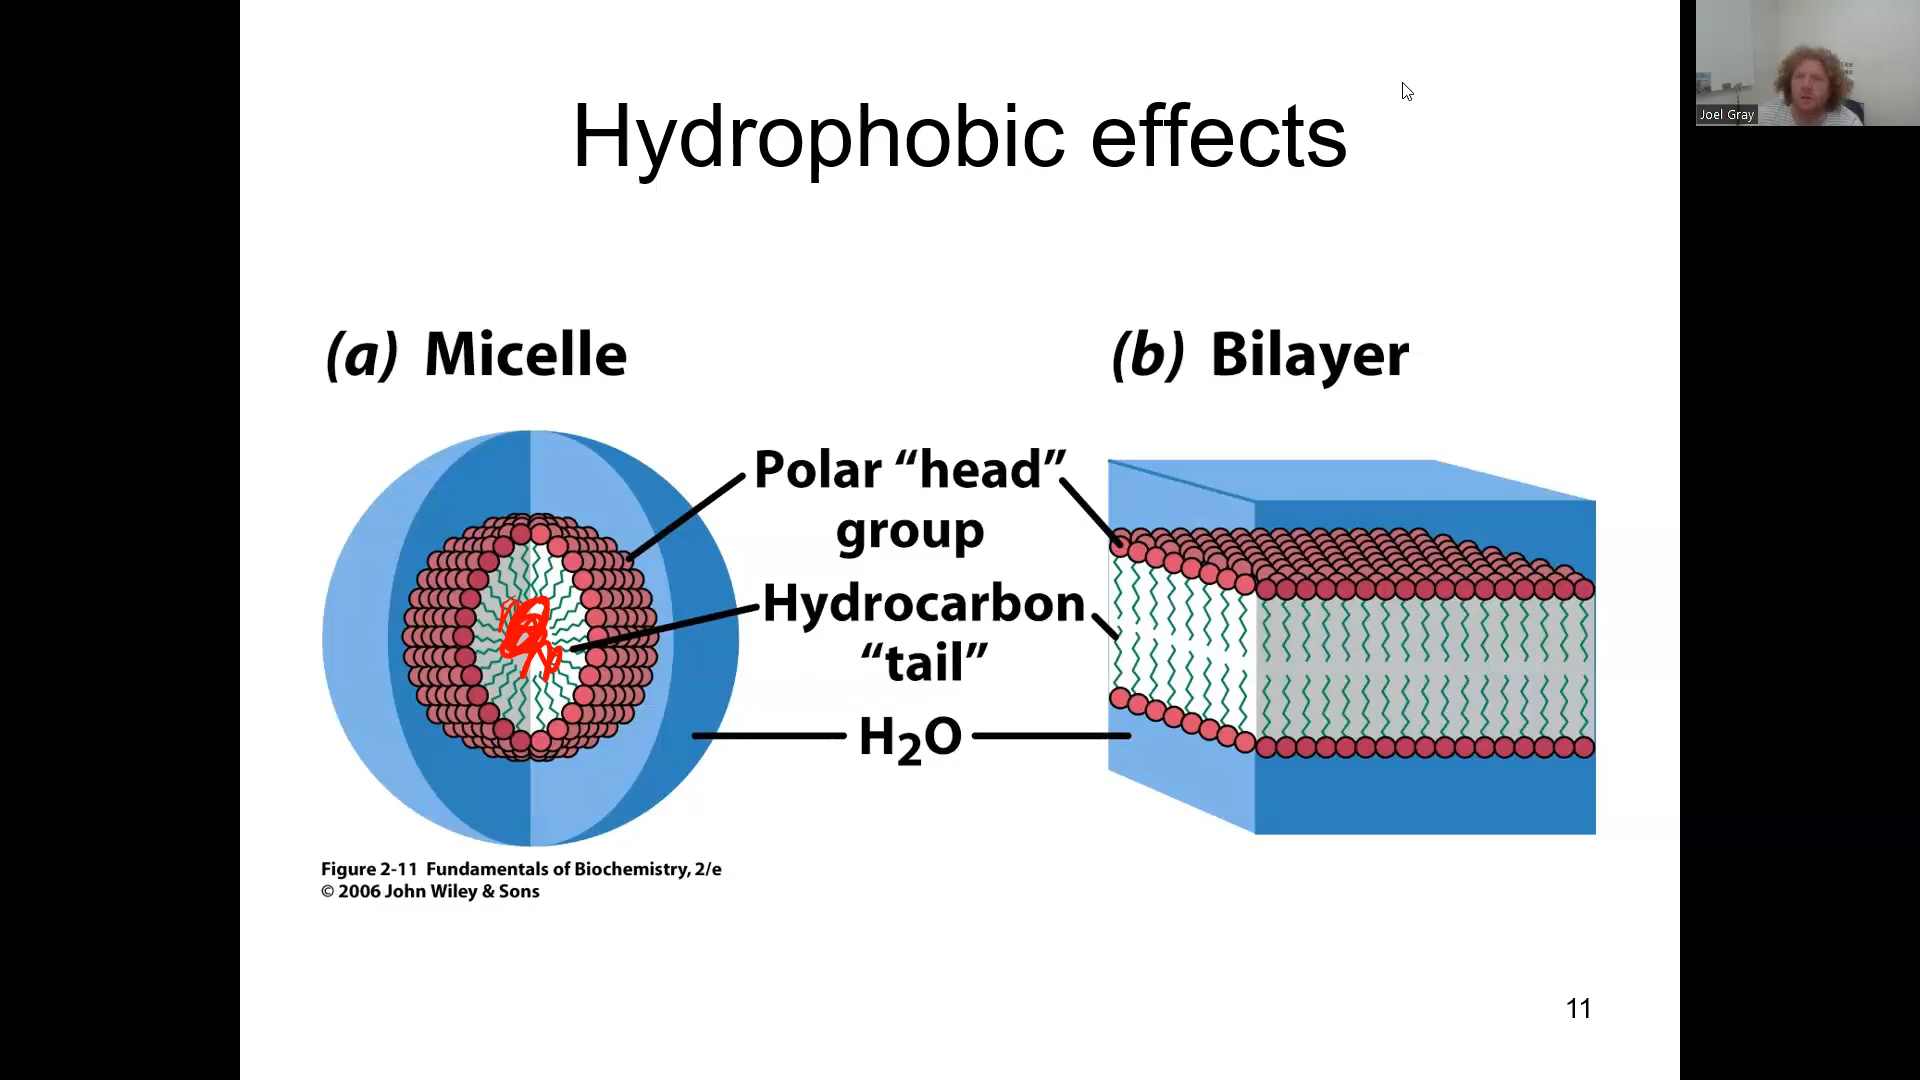 Hydrophobic effects
Joel Gray
(a) Micelle
(b) Bilayer
Polar “head”
group
Hydrocarbon
“tail”
H₂O
Figure 2-11 Fundamentals of Biochemistry, 2/e
© 2006 John Wiley & Sons
11